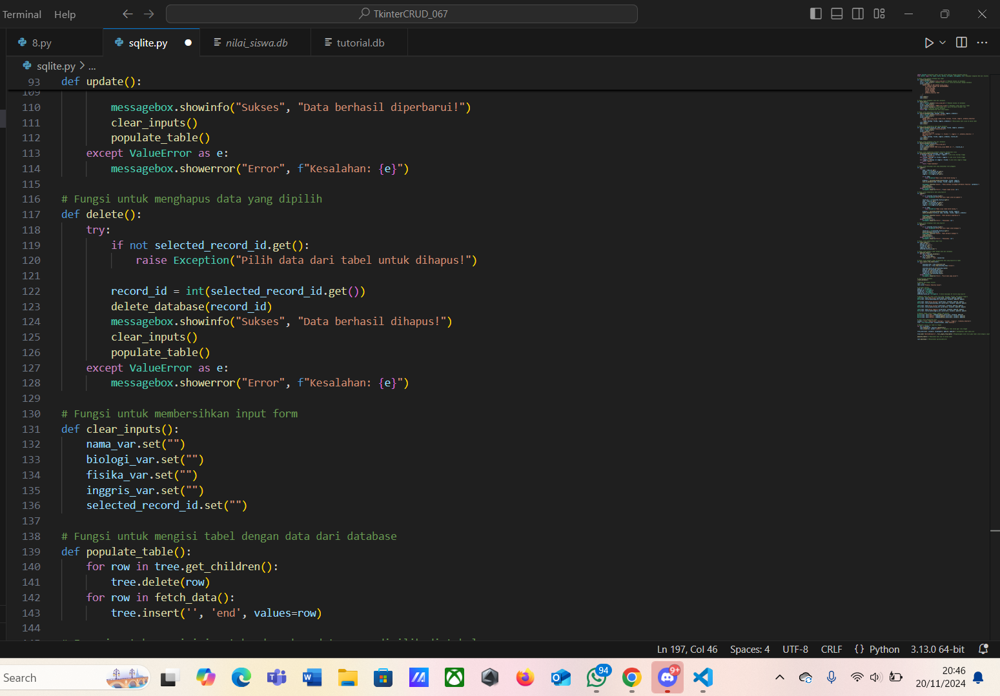 Terminal Help TkinterCRUD_067
8.py sqlite.py nilai_siswa.db tutorial.db
sqlite.py > ...
93 def update():
109
110 messagebox.showinfo("Sukses", "Data berhasil diperbarui!")
111 clear_inputs()
112 populate_table()
113 except ValueError as e:
114 messagebox.showerror("Error", f"Kesalahan: {e}")
115
116 # Fungsi untuk menghapus data yang dipilih
117 def delete():
118 try:
119 if not selected_record_id.get():
120 raise Exception("Pilih data dari tabel untuk dihapus!")
121
122 record_id = int(selected_record_id.get())
123 delete_database(record_id)
124 messagebox.showinfo("Sukses", "Data berhasil dihapus!")
125 clear_inputs()
126 populate_table()
127 except ValueError as e:
128 messagebox.showerror("Error", f"Kesalahan: {e}")
129
130 # Fungsi untuk membersihkan input form
131 def clear_inputs():
132 nama_var.set("")
133 biologi_var.set("")
134 fisika_var.set("")
135 inggris_var.set("")
136 selected_record_id.set("")
137
138 # Fungsi untuk mengisi tabel dengan data dari database
139 def populate_table():
140 for row in tree.get_children():
141 tree.delete(row)
142 for row in fetch_data():
143 tree.insert('', 'end', values=row)
144
Ln 197, Col 46 Spaces: 4 UTF-8 CRLF {} Python 3.13.0 64-bit
Search 94 9+ 20:46
20/11/2024